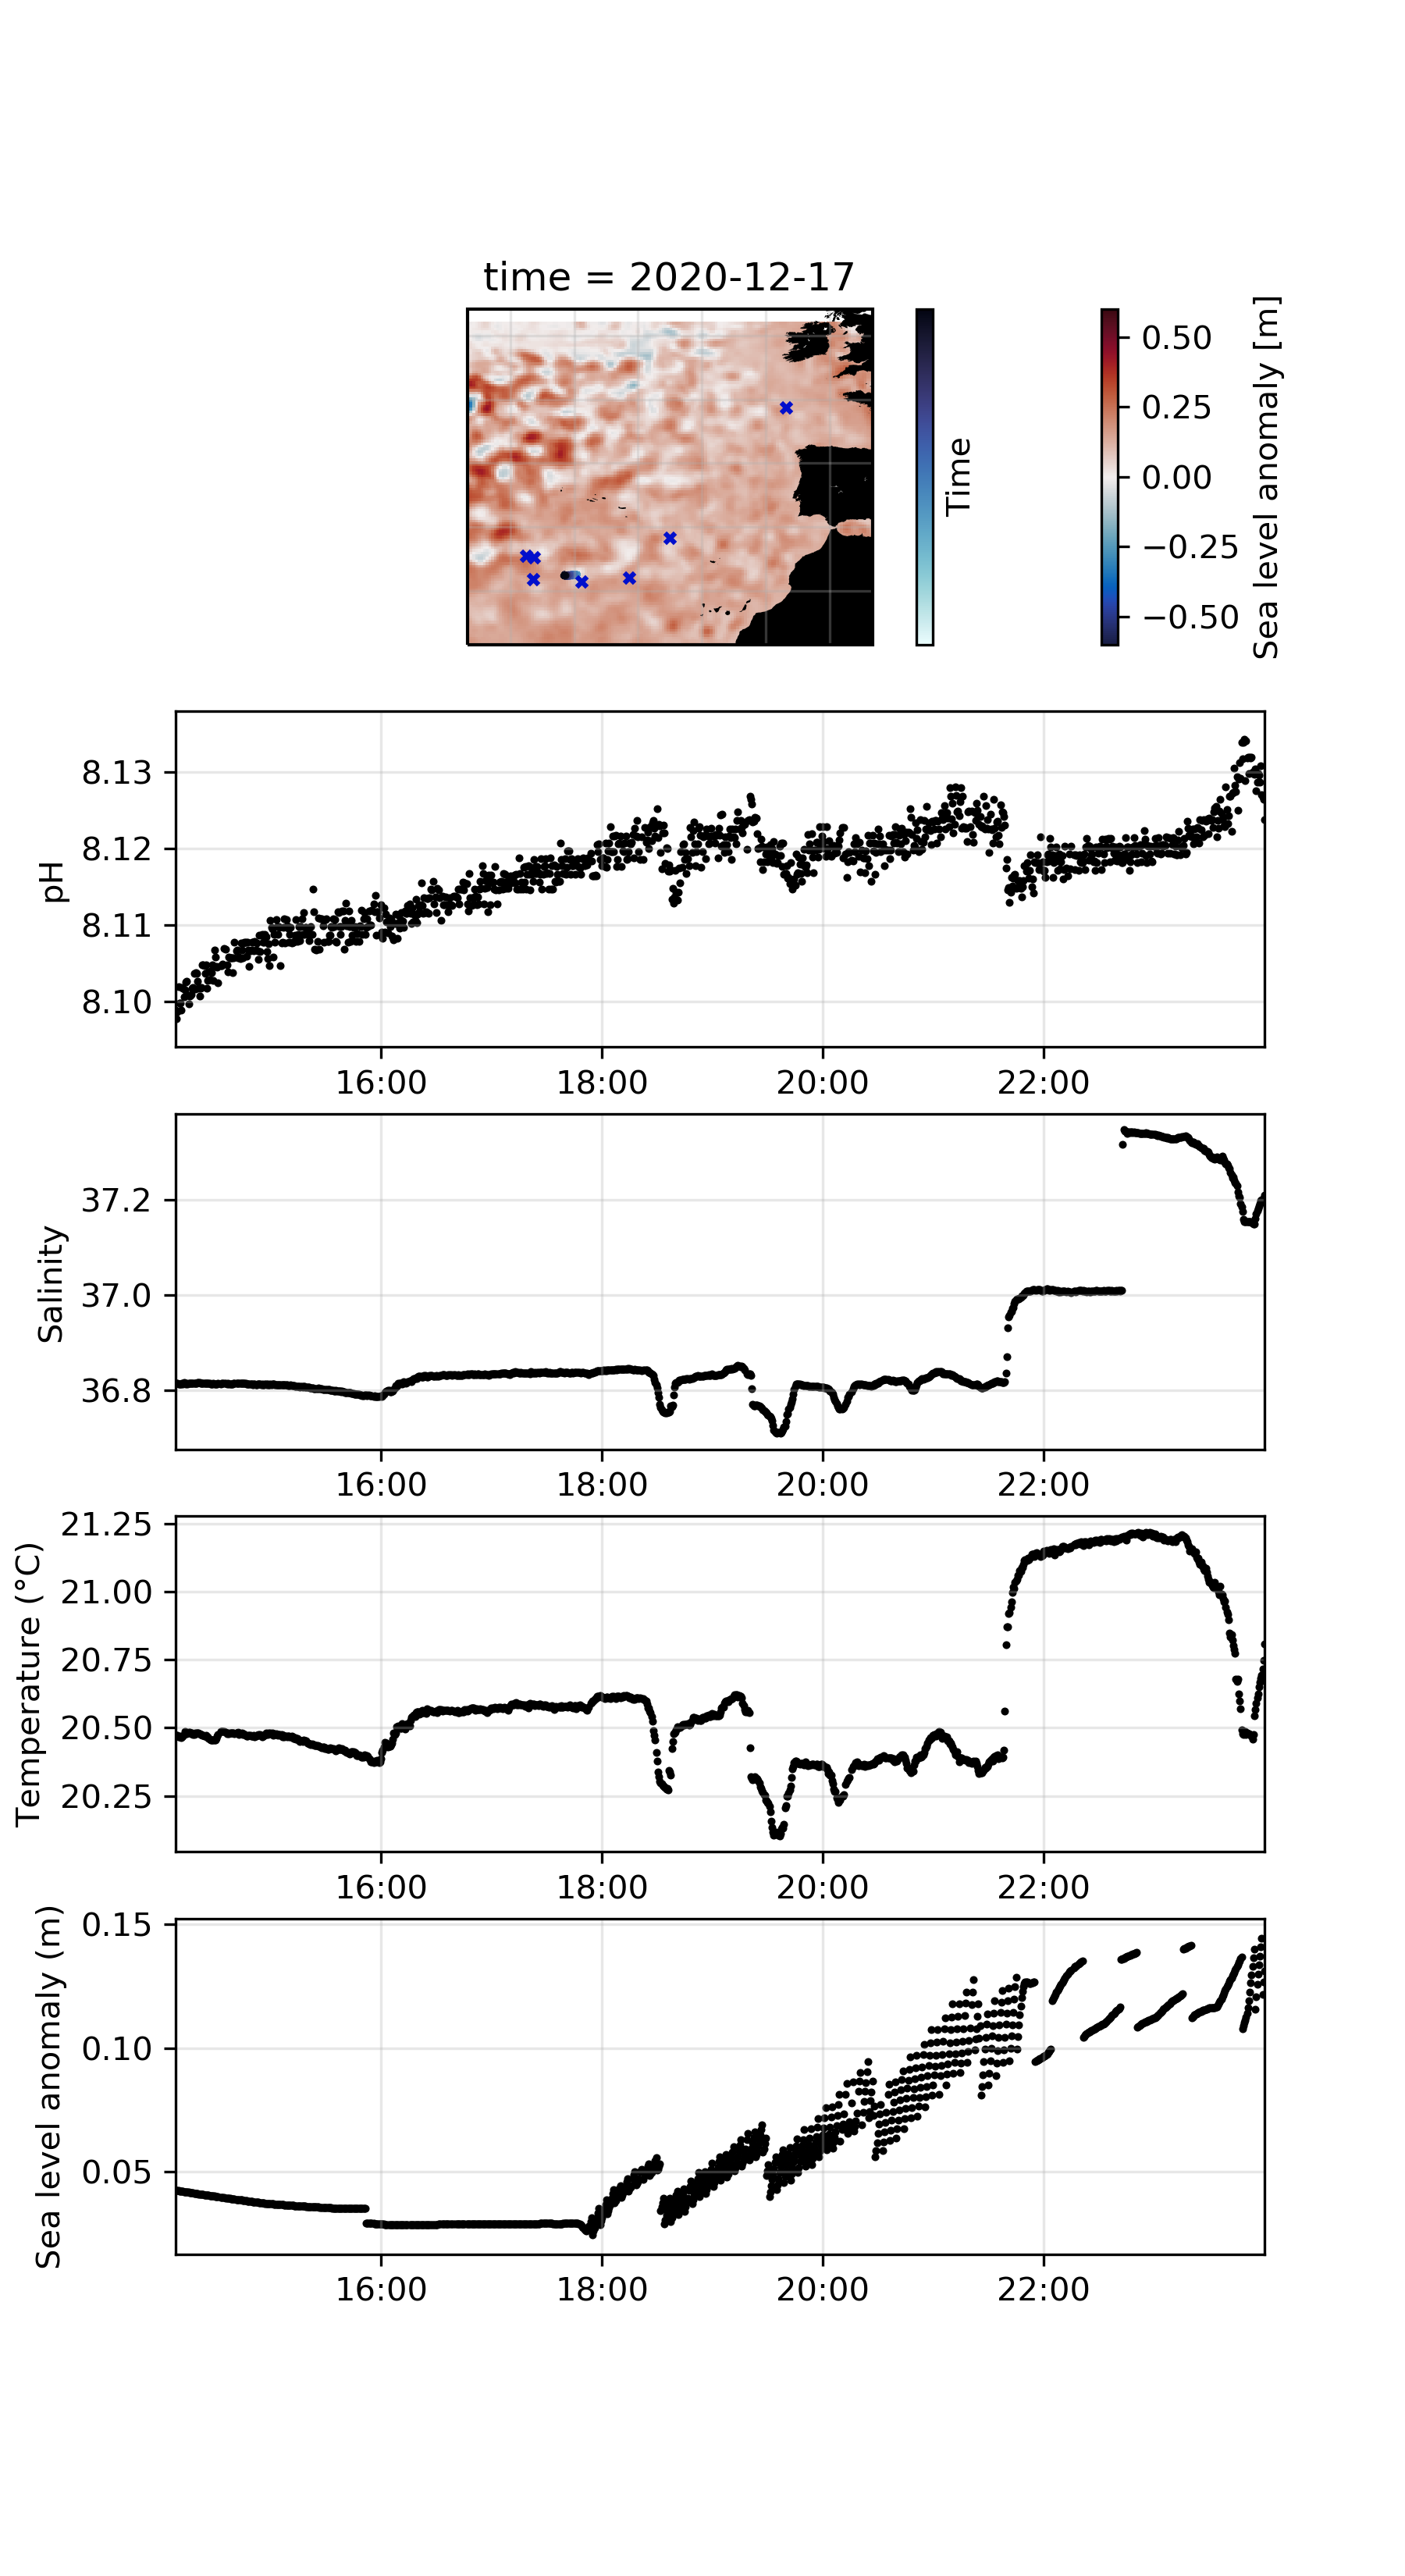 time = 2020-12-17
Time
0.50
0.25
0.00
−0.25
−0.50
Sea level anomaly [m]
8.13
8.12
8.11
8.10
pH
16:00 18:00 20:00 22:00
37.2
37.0
36.8
Salinity
16:00 18:00 20:00 22:00
21.25
21.00
20.75
20.50
20.25
Temperature (°C)
16:00 18:00 20:00 22:00
0.15
0.10
0.05
Sea level anomaly (m)
16:00 18:00 20:00 22:00